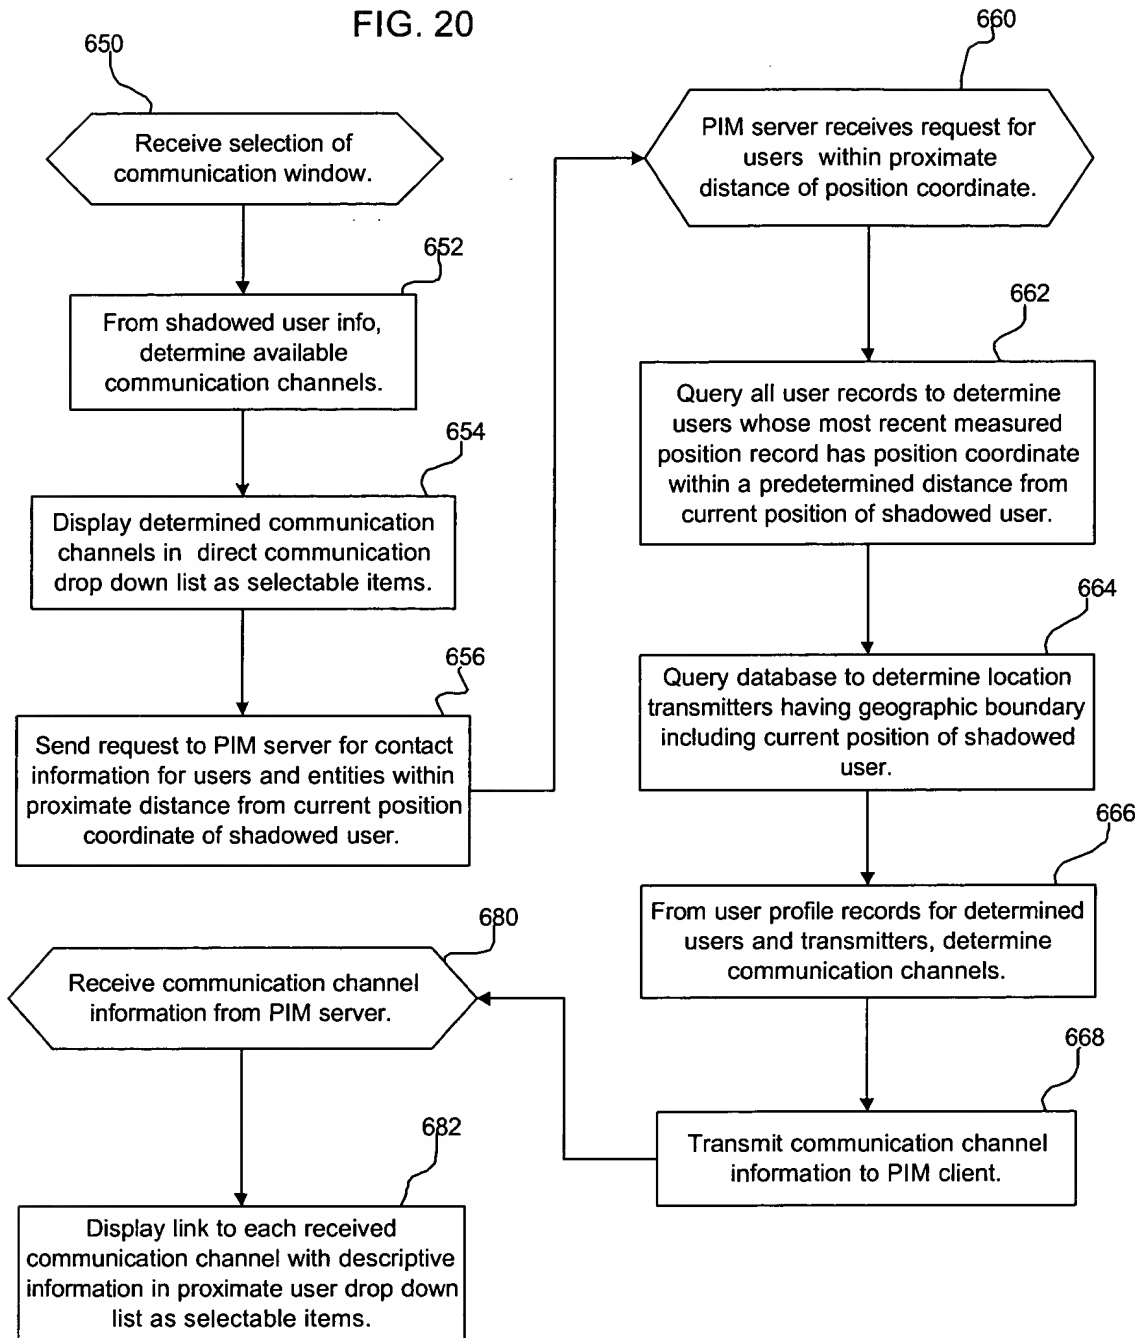 FIG. 20
650
Receive selection of
communication window.
652
From shadowed user info,
determine available
communication channels.
654
Display determined communication
channels in direct communication
drop down list as selectable items.
656
Send request to PIM server for contact
information for users and entities within
proximate distance from current position
coordinate of shadowed user.
660
PIM server receives request for
users within proximate
distance of position coordinate.
662
Query all user records to determine
users whose most recent measured
position record has position coordinate
within a predetermined distance from
current position of shadowed user.
664
Query database to determine location
transmitters having geographic boundary
including current position of shadowed
user.
666
From user profile records for determined
users and transmitters, determine
communication channels.
668
Transmit communication channel
information to PIM client.
680
Receive communication channel
information from PIM server.
682
Display link to each received
communication channel with descriptive
information in proximate user drop down
list as selectable items.